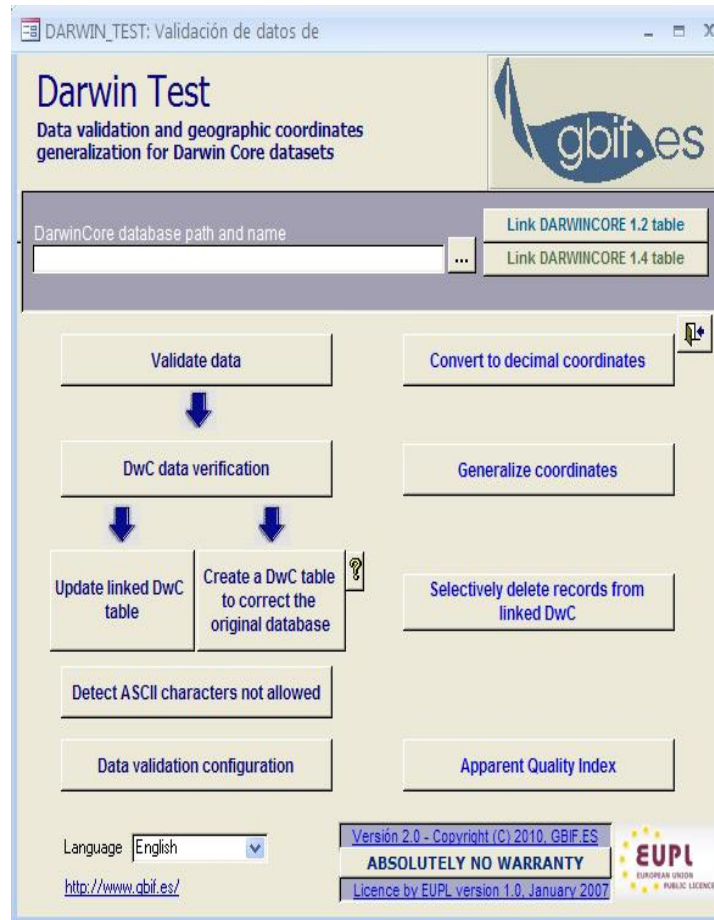 DARWIN_TEST: Validación de datos de
Darwin Test
Data validation and geographic coordinates
generalization for Darwin Core datasets
gbif.es
DarwinCore database path and name
...
Link DARWINCORE 1.2 table
Link DARWINCORE 1.4 table
Validate data
Convert to decimal coordinates
DwC data verification
Generalize coordinates
Update linked DwC
table
Create a DwC table
to correct the
original database
?
Selectively delete records from
linked DwC
Detect ASCII characters not allowed
Data validation configuration
Apparent Quality Index
Language English
http://www.gbif.es/
Versión 2.0 - Copyright (C) 2010, GBIF.ES
ABSOLUTELY NO WARRANTY
Licence by EUPL version 1.0, January 2007
EUPL
EUROPEAN UNION
PUBLIC LICENCE